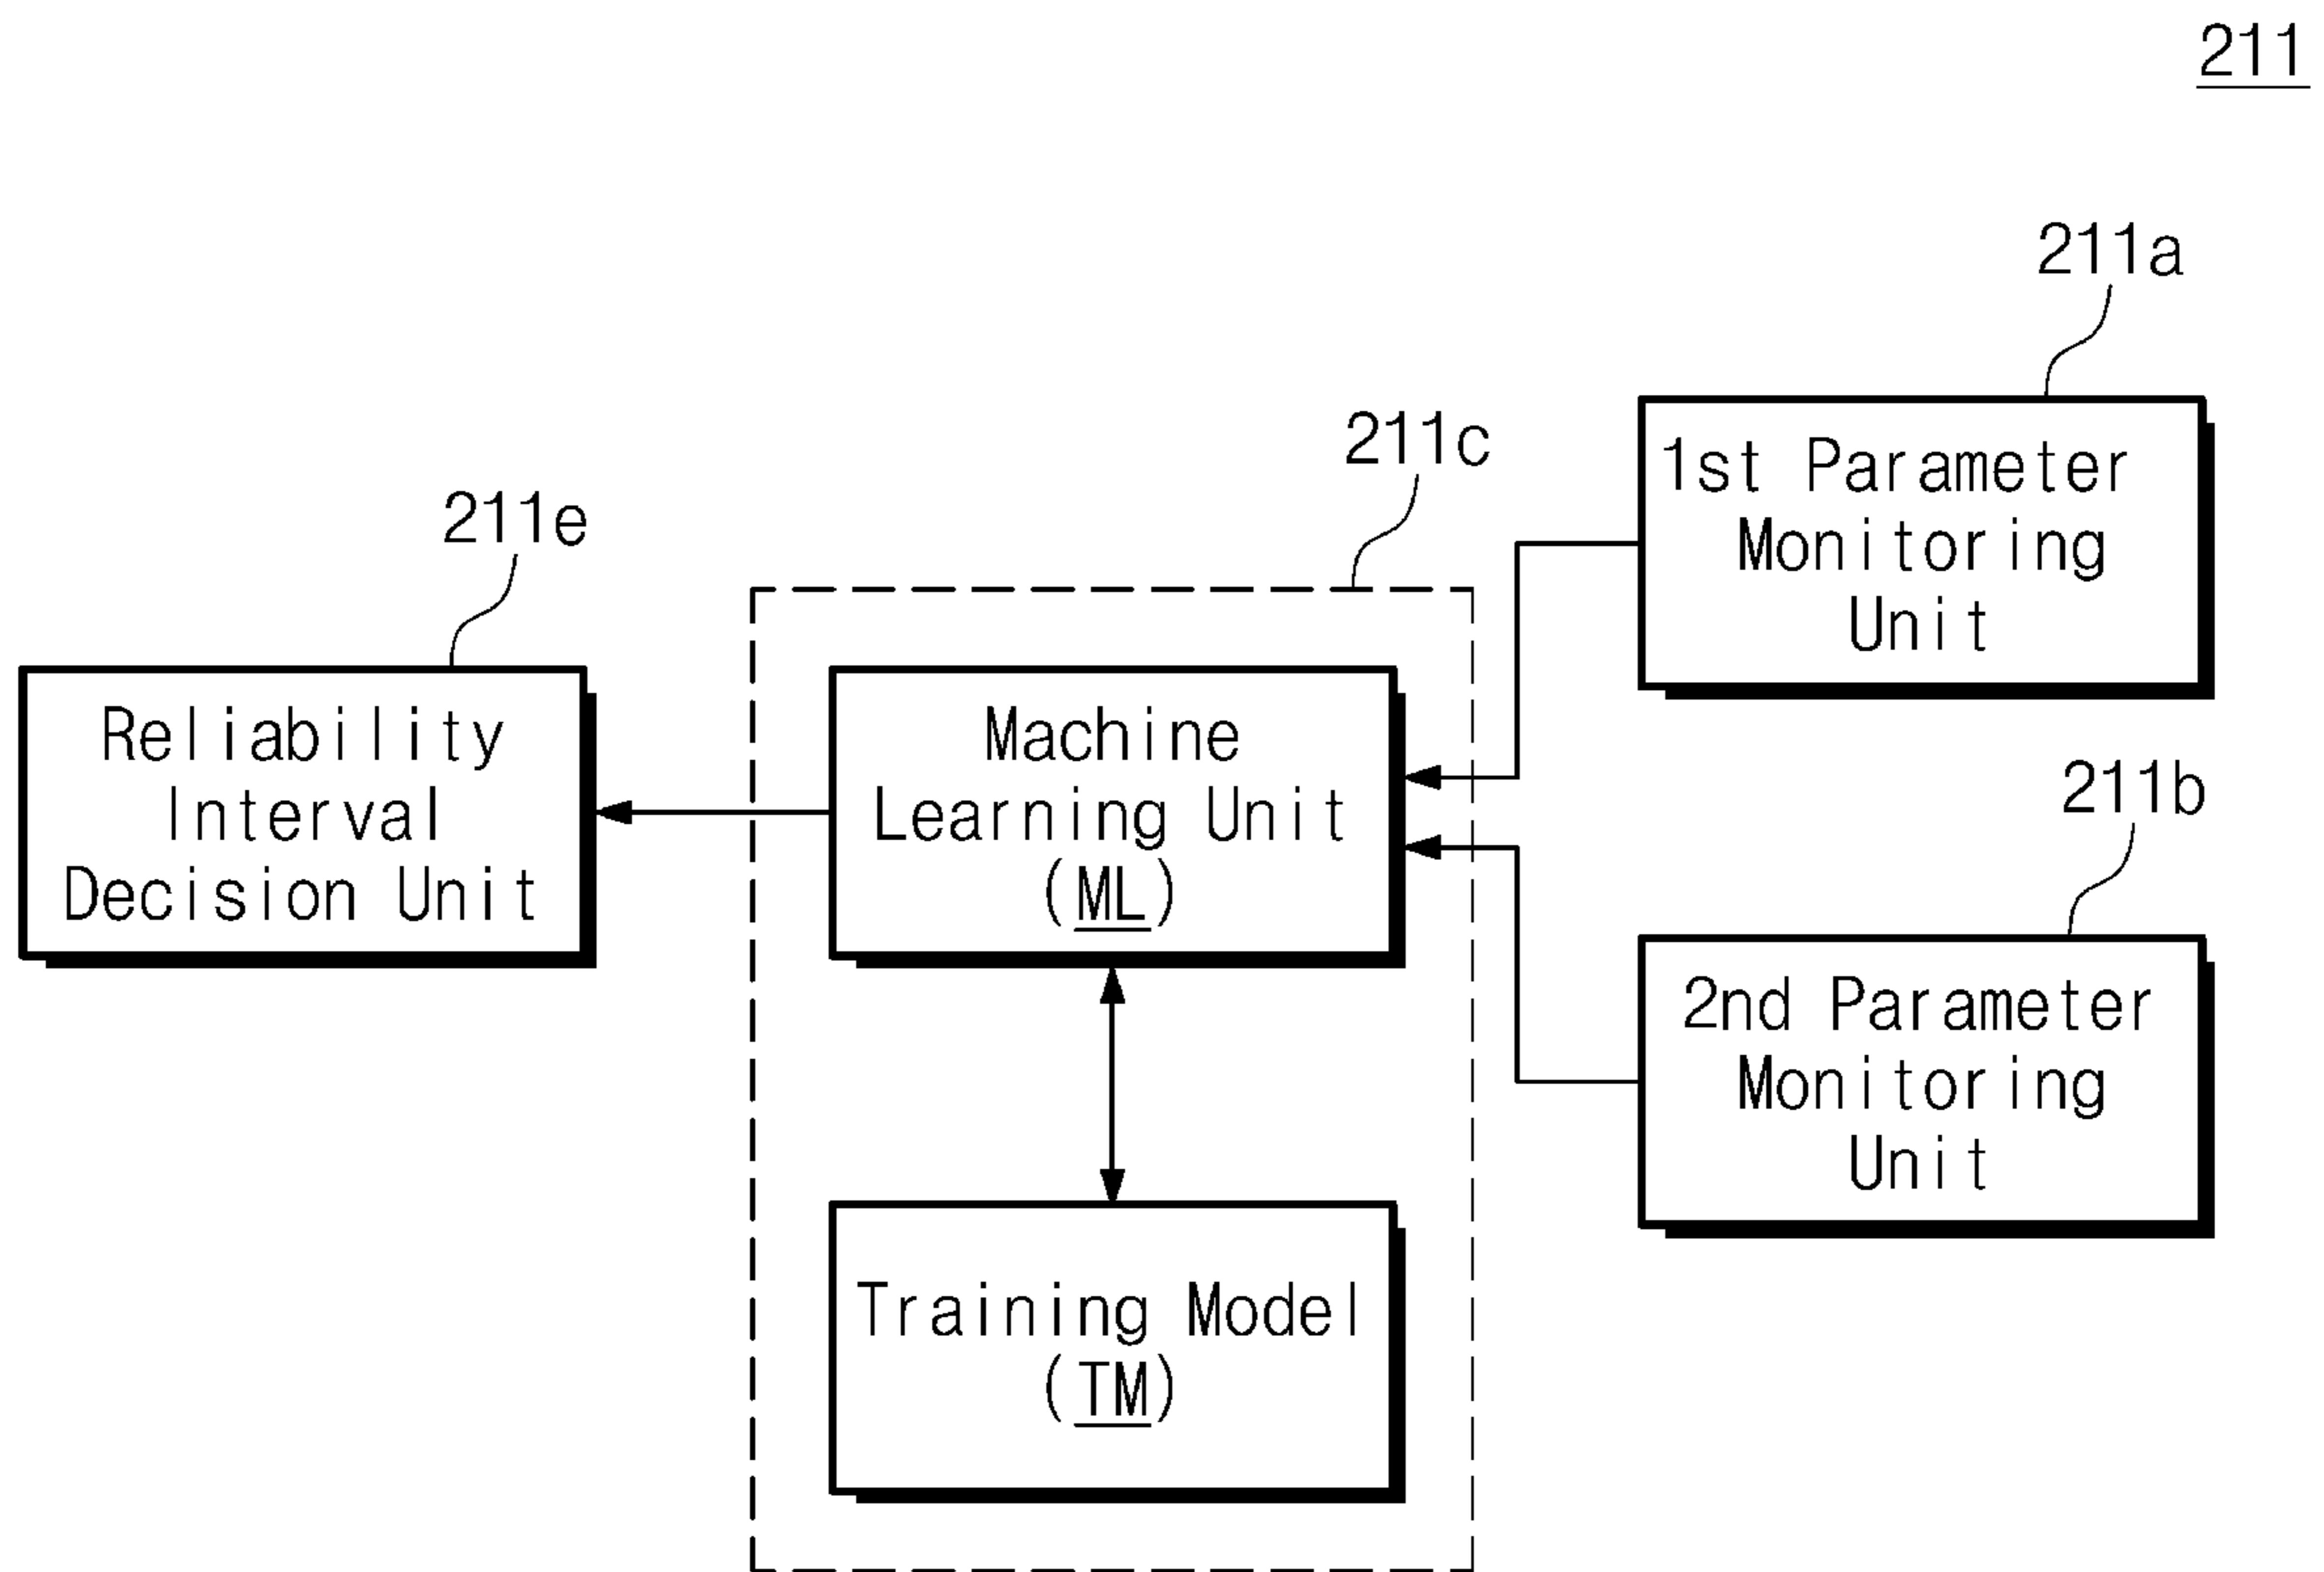 211
211a
1st Parameter
Monitoring
Unit
211c
211e
Reliability
Interval
Decision Unit
Machine
Learning Unit
(ML)
211b
2nd Parameter
Monitoring
Unit
Training Model
(TM)